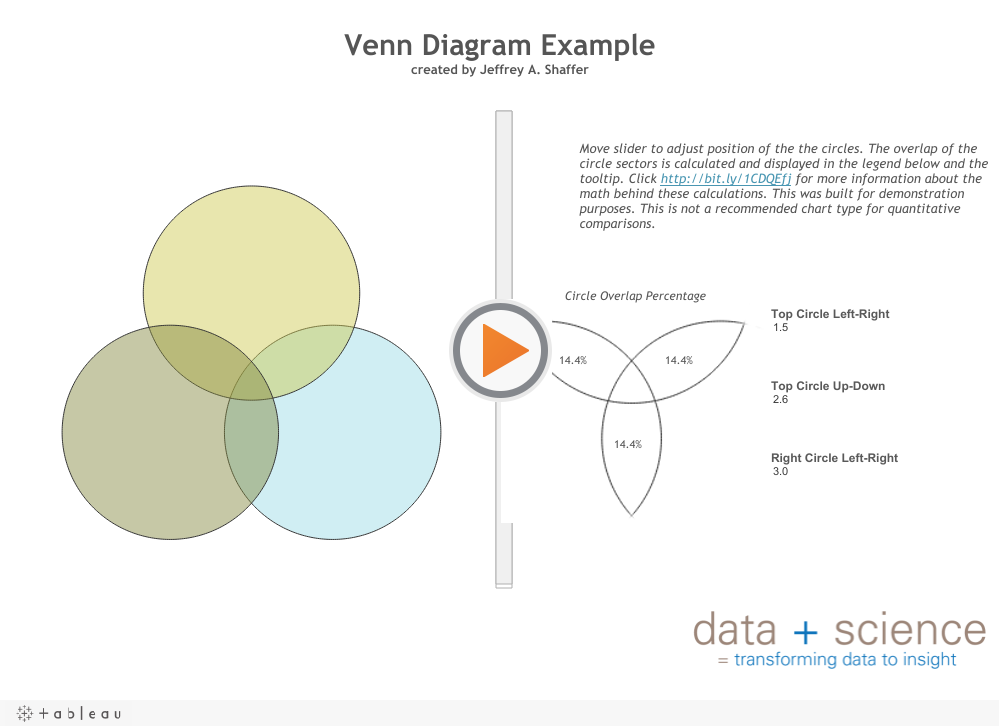 Venn Diagram Example
created by Jeffrey A. Shaffer
Move slider to adjust position of the the circles. The overlap of the
circle sectors is calculated and displayed in the legend below and the
tooltip. Click http://bit.ly/1CDQEfj for more information about the
math behind these calculations. This was built for demonstration
purposes. This is not a recommended chart type for quantitative
comparisons.
Circle Overlap Percentage
14.4%
14.4%
14.4%
Top Circle Left-Right
1.5
Top Circle Up-Down
2.6
Right Circle Left-Right
3.0
data + science
= transforming data to insight
+ableau